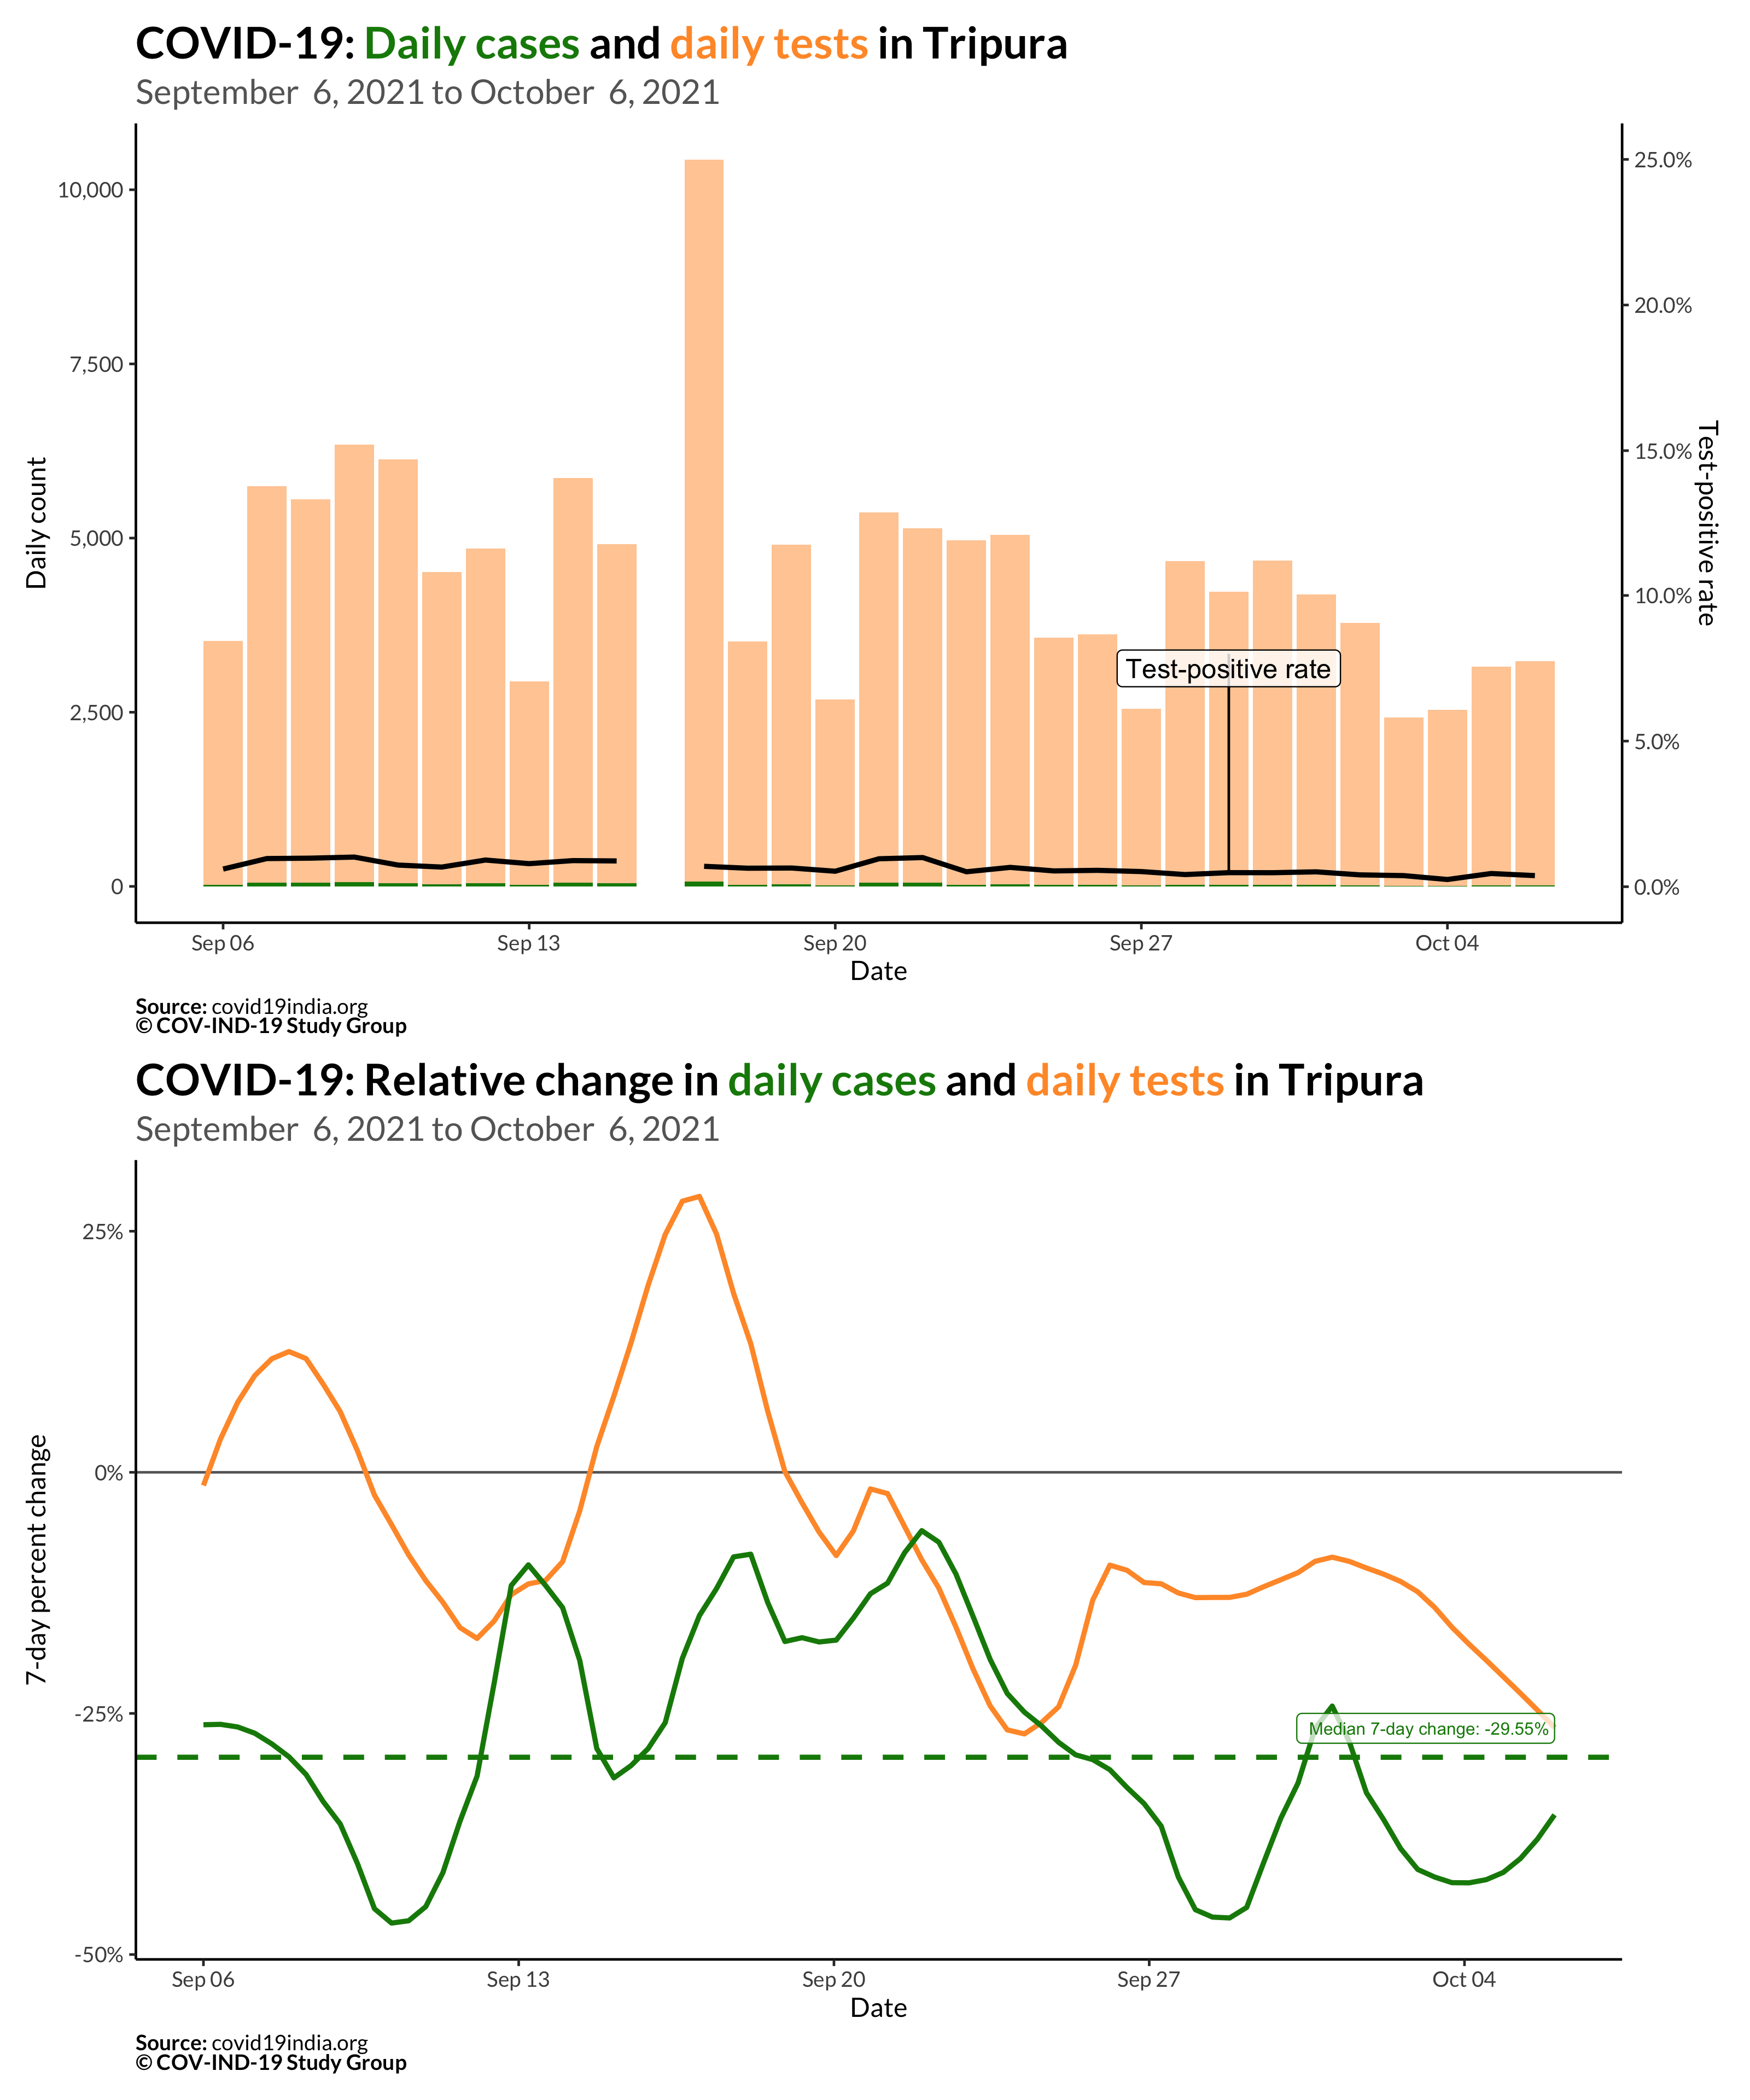 COVID-19: Daily cases and daily tests in Tripura
September  6, 2021 to October  6, 2021
10,000
7,500
5,000
2,500
0
Daily count
25.0%
20.0%
15.0%
10.0%
5.0%
0.0%
Test-positive rate
Test-positive rate
Sep 06
Sep 13
Sep 20
Sep 27
Oct 04
Date
Source: covid19india.org
© COV-IND-19 Study Group
COVID-19: Relative change in daily cases and daily tests in Tripura
September  6, 2021 to October  6, 2021
25%
0%
-25%
-50%
7-day percent change
Median 7-day change: -29.55%
Sep 06
Sep 13
Sep 20
Sep 27
Oct 04
Date
Source: covid19india.org
© COV-IND-19 Study Group